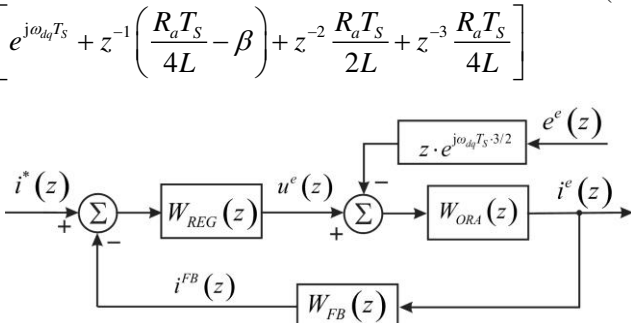 [e^{jω_{dq}T_S} + z^{-1}(R_aT_S/4L − β) + z^{-2} R_aT_S/2L + z^{-3} R_aT_S/4L]
z·e^{jω_{dq}T_S·3/2} e^e(z)
i^*(z) u^e(z) − i^e(z)
Σ W_{REG}(z) Σ W_{ORA}(z)
+ − +
i^{FB}(z) W_{FB}(z)